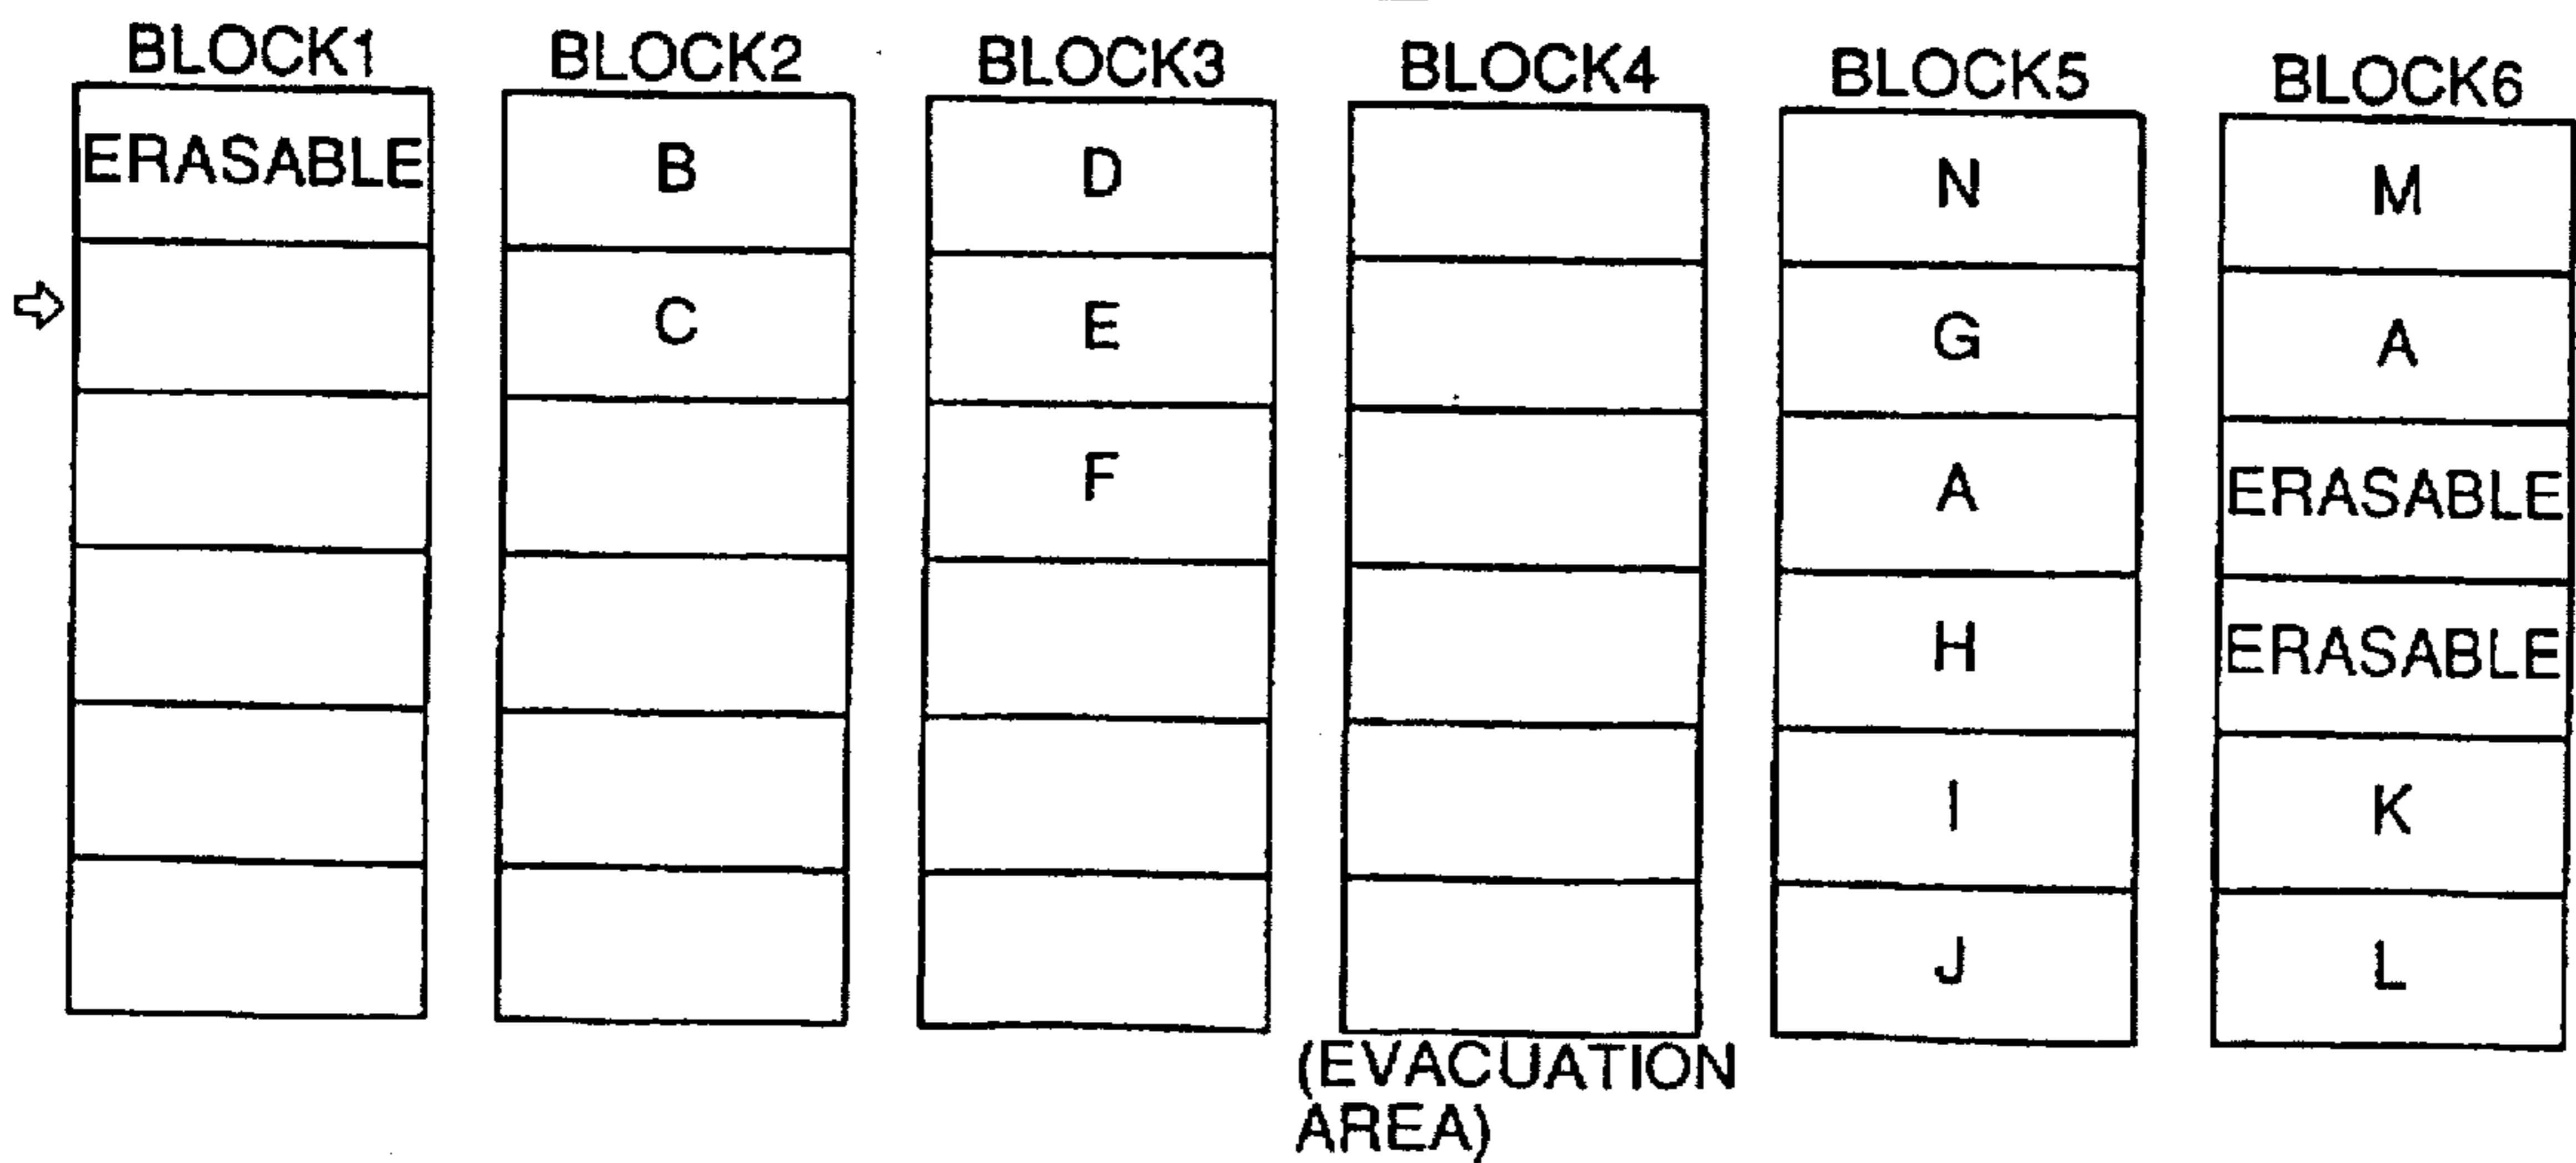 BLOCK1 BLOCK2 BLOCK3 BLOCK4 BLOCK5 BLOCK6
ERASABLE B D N M
C E G A
F A ERASABLE
H ERASABLE
I K
J L
(EVACUATION
AREA)